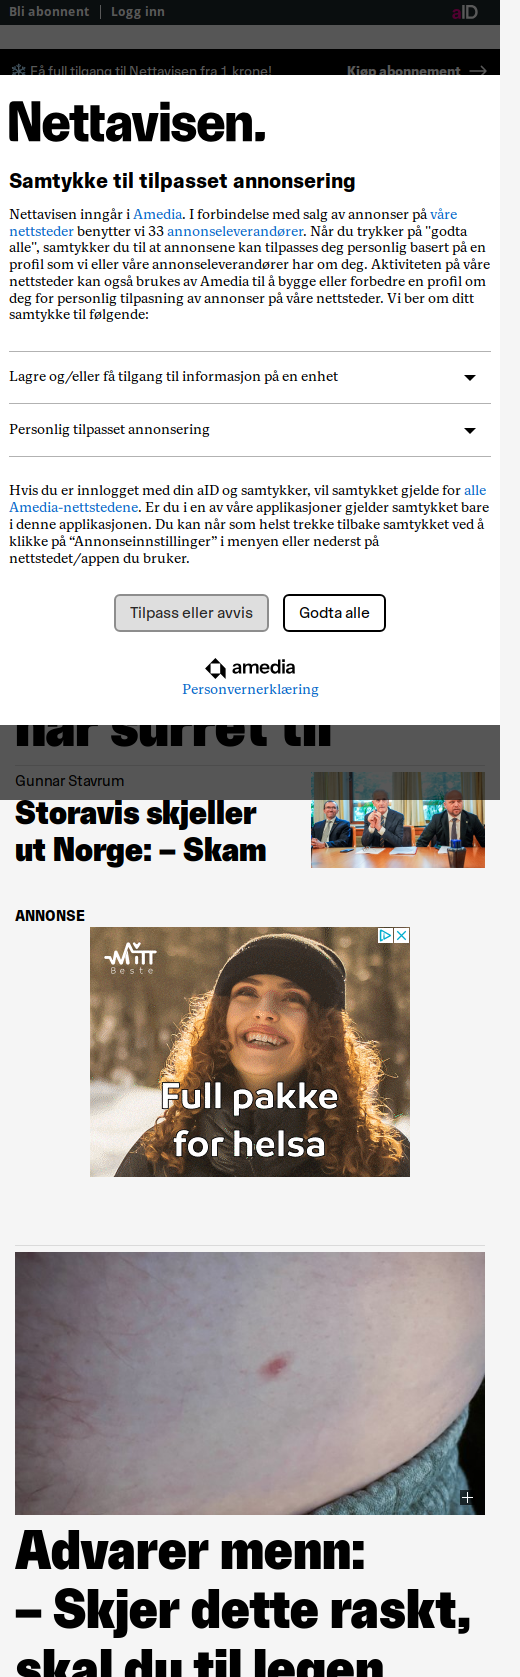 Bli abonnent | Logg inn
aID
Få full tilgang til Nettavisen fra 1 krone!
Kjøp abonnement
Nettavisen.
Samtykke til tilpasset annonsering
Nettavisen inngår i Amedia. I forbindelse med salg av annonser på våre
nettsteder benytter vi 33 annonseleverandører. Når du trykker på "godta
alle", samtykker du til at annonsene kan tilpasses deg personlig basert på en
profil som vi eller våre annonseleverandører har om deg. Aktiviteten på våre
nettsteder kan også brukes av Amedia til å bygge eller forbedre en profil om
deg for personlig tilpasning av annonser på våre nettsteder. Vi ber om ditt
samtykke til følgende:
Lagre og/eller få tilgang til informasjon på en enhet
Personlig tilpasset annonsering
Hvis du er innlogget med din aID og samtykker, vil samtykket gjelde for alle
Amedia-nettstedene. Er du i en av våre applikasjoner gjelder samtykket bare
i denne applikasjonen. Du kan når som helst trekke tilbake samtykket ved å
klikke på “Annonseinnstillinger” i menyen eller nederst på
nettstedet/appen du bruker.
Tilpass eller avvis
Godta alle
amedia
Personvernerklæring
har surret til
Gunnar Stavrum
Storavis skjeller
ut Norge: – Skam
ANNONSE
MITT
Beste
Full pakke
for helsa
Advarer menn:
– Skjer dette raskt,
skal du til legen